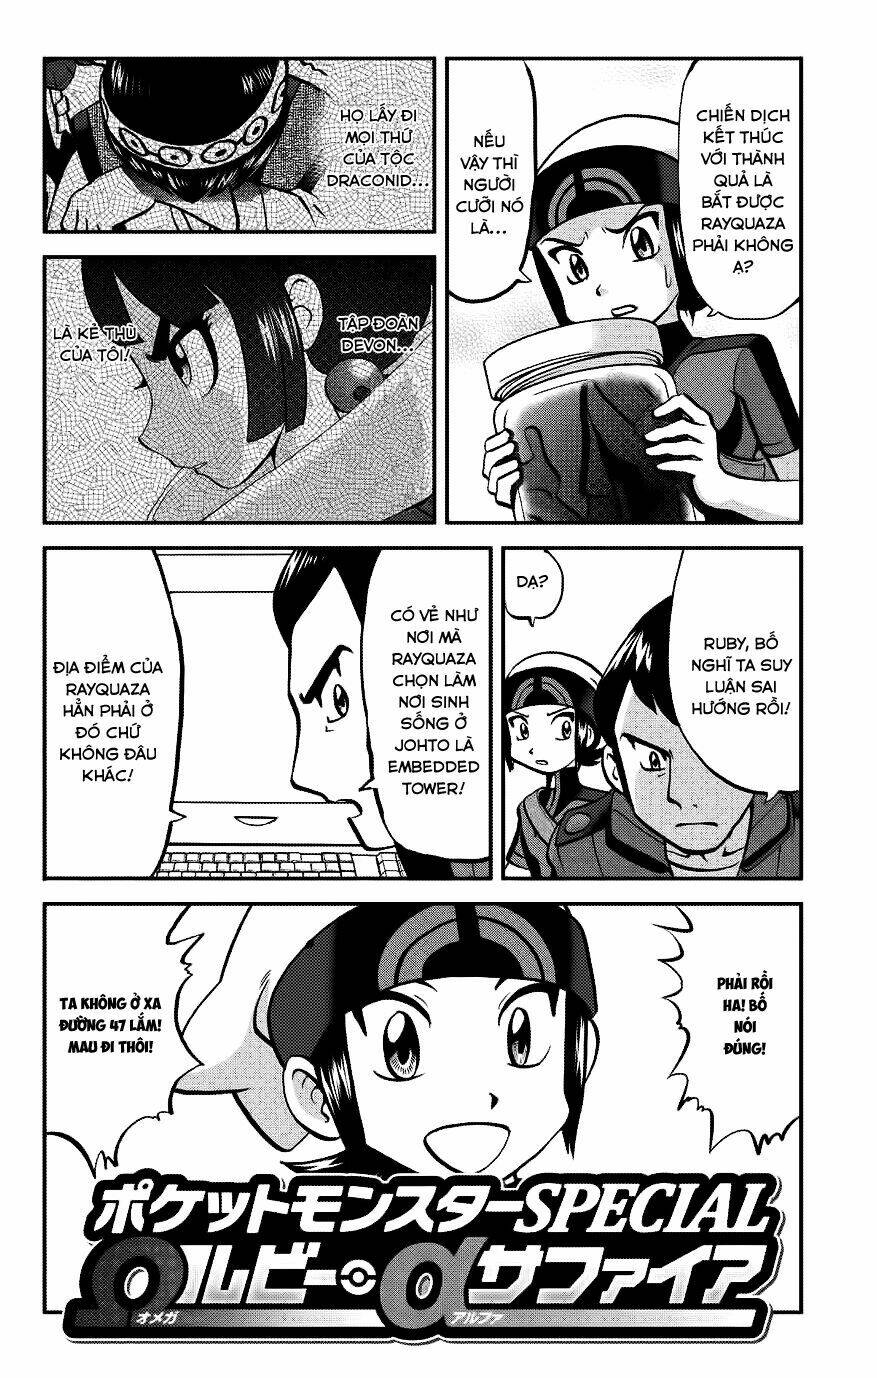 CHIẾN DỊCH
KẾT THÚC
VỚI THÀNH
QUẢ LÀ
BẮT ĐƯỢC
RAYQUAZA
PHẢI KHÔNG
Ạ?
NẾU
VẬY THÌ
NGƯỜI
CƯỠI NÓ
LÀ...
HỌ LẤY ĐI
MỌI THỨ
CỦA TỘC
DRACONID...
TẬP ĐOÀN
DEVON...
LÀ KẺ THÙ
CỦA TÔI!
RUBY, BỐ
NGHĨ TA SUY
LUẬN SAI
HƯỚNG RỒI!
DẠ?
CÓ VẺ NHƯ
NƠI MÀ
RAYQUAZA
CHỌN LÀM
NƠI SINH
SỐNG Ở
JOHTO LÀ
EMBEDDED
TOWER!
ĐỊA ĐIỂM CỦA
RAYQUAZA
HẲN PHẢI Ở
ĐÓ CHỨ
KHÔNG ĐÂU
KHÁC!
PHẢI RỒI
HA! BỐ
NÓI
ĐÚNG!
TA KHÔNG Ở XA
ĐƯỜNG 47 LẮM!
MAU ĐI THÔI!
ポケットモンスターSPECIAL
Ωルビー・αサファイア
オメガ アルファ